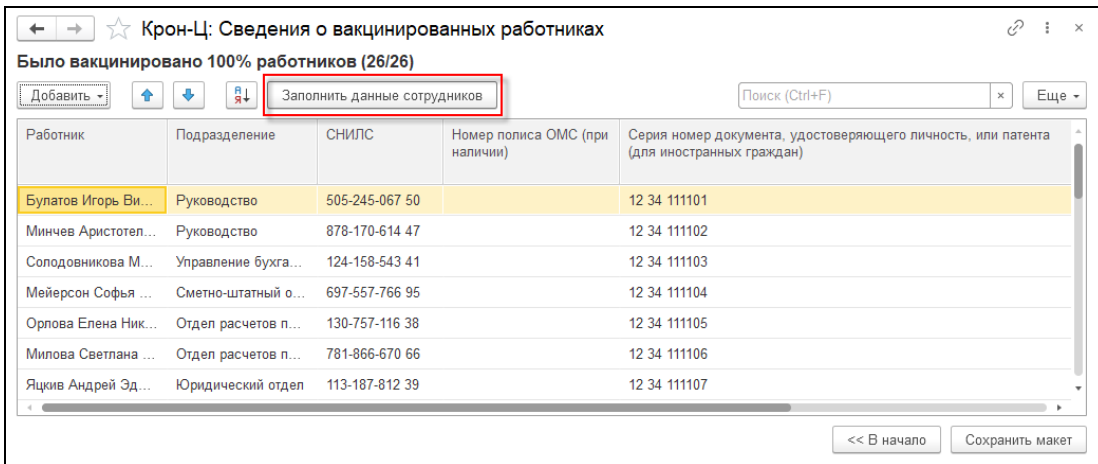 Крон-Ц: Сведения о вакцинированных работниках
Было вакцинировано 100% работников (26/26)
Добавить Заполнить данные сотрудников Поиск (Ctrl+F) × Еще
Работник Подразделение СНИЛС Номер полиса ОМС (при наличии) Серия номер документа, удостоверяющего личность, или патента (для иностранных граждан)
Булатов Игорь Ви... Руководство 505-245-067 50 12 34 111101
Минчев Аристотел... Руководство 878-170-614 47 12 34 111102
Солодовникова М... Управление бухга... 124-158-543 41 12 34 111103
Мейерсон Софья ... Сметно-штатный о... 697-557-766 95 12 34 111104
Орлова Елена Ник... Отдел расчетов п... 130-757-116 38 12 34 111105
Милова Светлана ... Отдел расчетов п... 781-866-670 66 12 34 111106
Яцкив Андрей Эд... Юридический отдел 113-187-812 39 12 34 111107
<< В начало Сохранить макет